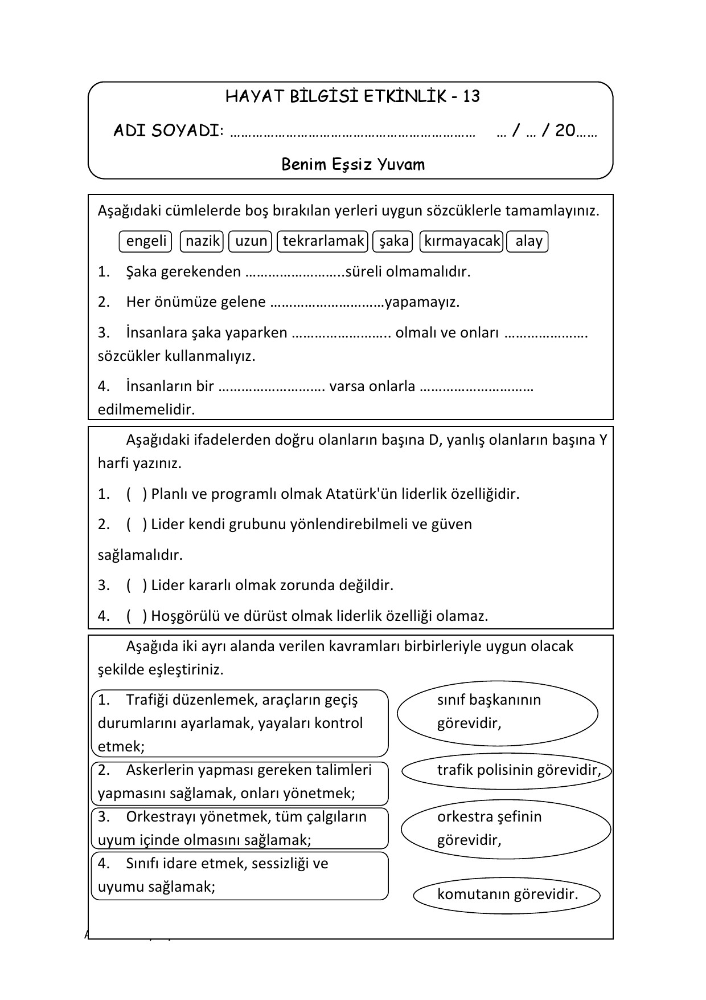 HAYAT BİLGİSİ ETKİNLİK - 13
ADI SOYADI: ………………………………………………………… … / … / 20……
Benim Eşsiz Yuvam
Aşağıdaki cümlelerde boş bırakılan yerleri uygun sözcüklerle tamamlayınız.
engeli nazik uzun tekrarlamak şaka kırmayacak alay
1. Şaka gerekenden ……………………..süreli olmamalıdır.
2. Her önümüze gelene …………………………yapamayız.
3. İnsanlara şaka yaparken …………………….. olmalı ve onları ………………….
sözcükler kullanmalıyız.
4. İnsanların bir ………………………. varsa onlarla …………………………
edilmemelidir.
Aşağıdaki ifadelerden doğru olanların başına D, yanlış olanların başına Y
harfi yazınız.
1. ( ) Planlı ve programlı olmak Atatürk'ün liderlik özelliğidir.
2. ( ) Lider kendi grubunu yönlendirebilmeli ve güven
sağlamalıdır.
3. ( ) Lider kararlı olmak zorunda değildir.
4. ( ) Hoşgörülü ve dürüst olmak liderlik özelliği olamaz.
Aşağıda iki ayrı alanda verilen kavramları birbirleriyle uygun olacak
şekilde eşleştiriniz.
1. Trafiği düzenlemek, araçların geçiş
durumlarını ayarlamak, yayaları kontrol
etmek;
2. Askerlerin yapması gereken talimleri
yapmasını sağlamak, onları yönetmek;
3. Orkestrayı yönetmek, tüm çalgıların
uyum içinde olmasını sağlamak;
4. Sınıfı idare etmek, sessizliği ve
uyumu sağlamak;
sınıf başkanının
görevidir,
trafik polisinin görevidir,
orkestra şefinin
görevidir,
komutanın görevidir.